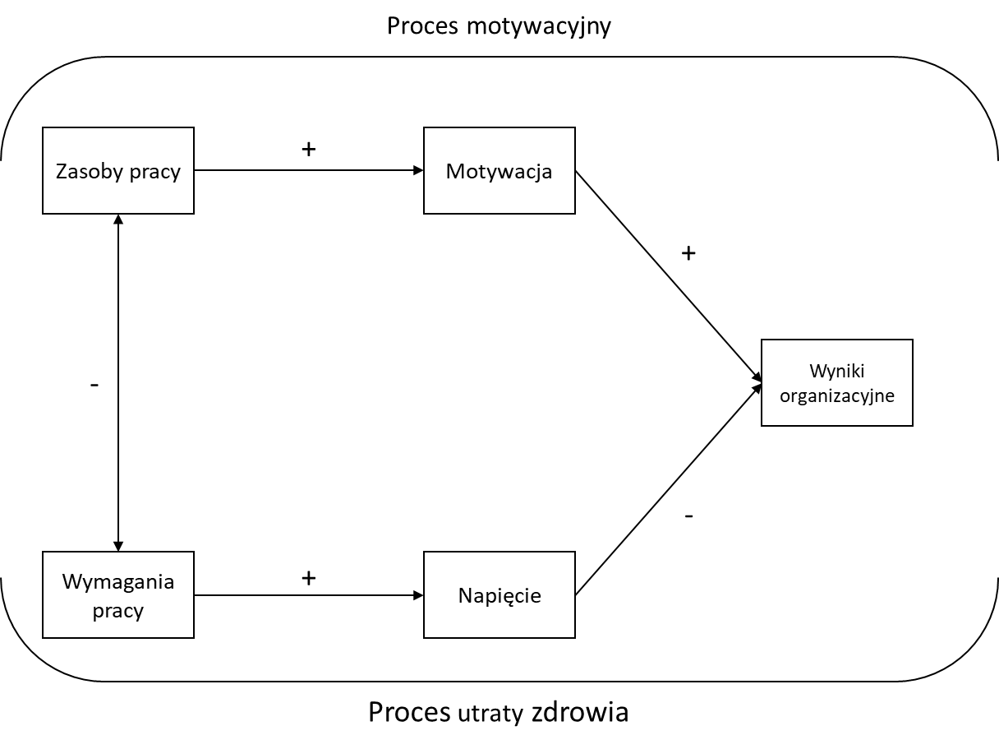 Proces motywacyjny
Zasoby pracy
+
Motywacja
+
Wyniki
organizacyjne
-
-
Wymagania
pracy
+
Napięcie
Proces utraty zdrowia